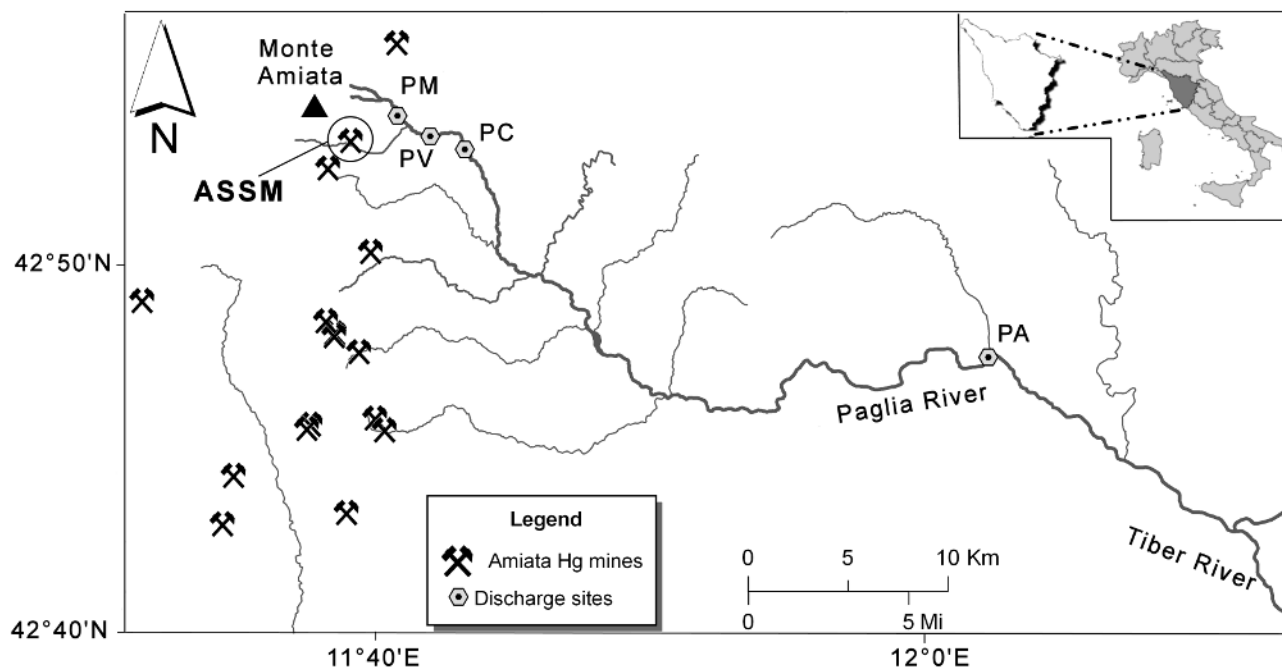 Monte
Amiata
PM
PC
PV
N
ASSM
42°50'N
PA
Paglia River
Legend
Amiata Hg mines
Discharge sites
0 5 10 Km
0 5 Mi
Tiber River
42°40'N
11°40'E
12°0'E